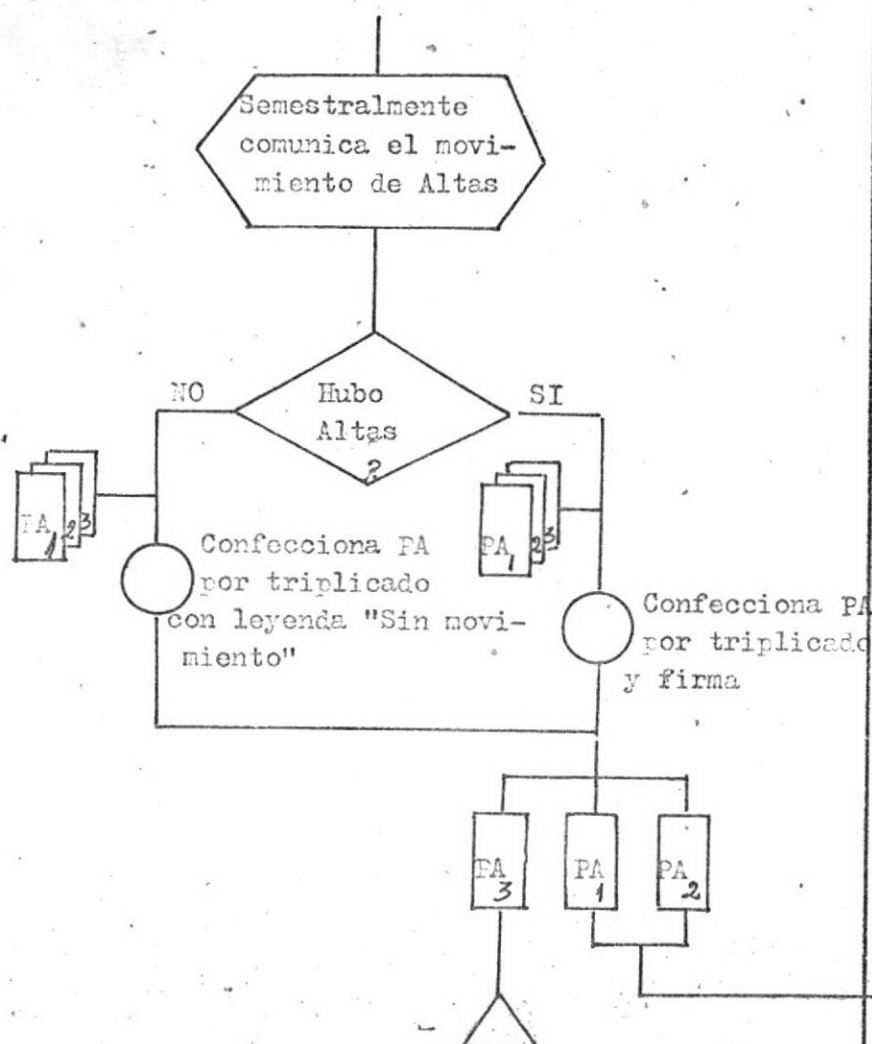 Semestralmente
comunica el movi-
miento de Altas
NO
Hubo
Altas
?
SI
PA 1 2 3
PA 1 2 3
Confecciona PA
por triplicado
con leyenda "Sin movi-
miento"
Confecciona PA
por triplicado
y firma
PA 3
PA 1
PA 2